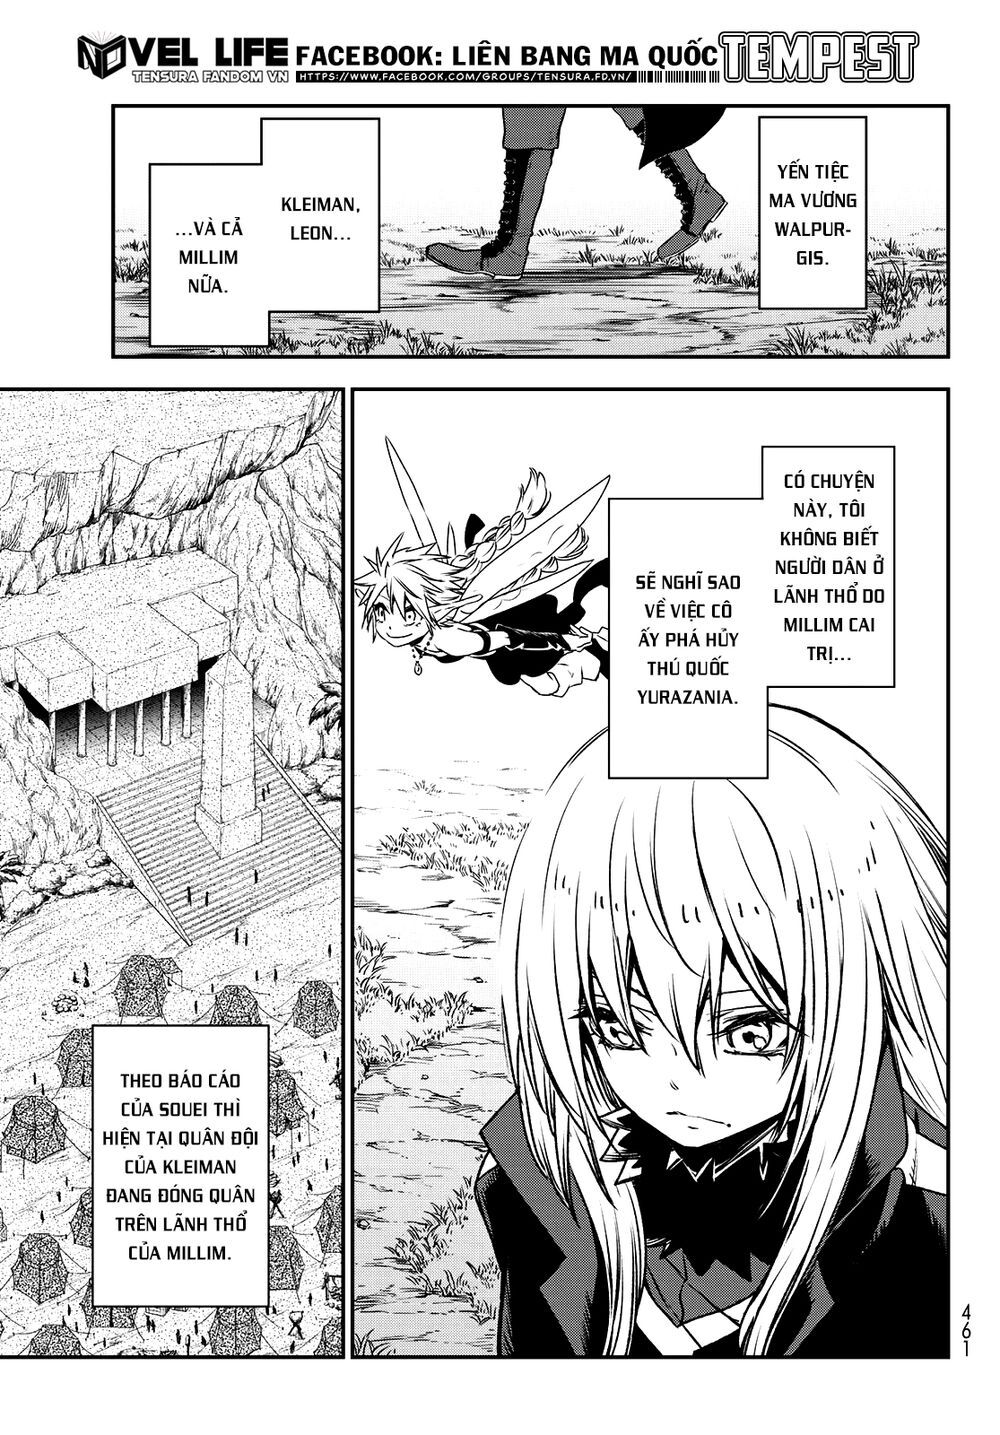 NOVEL LIFE
TENSURA FANDOM VN
FACEBOOK: LIÊN BANG MA QUỐC
HTTPS://WWW.FACEBOOK.COM/GROUPS/TENSURA.FD.VN/
TEMPEST
YẾN TIỆC
MA VƯƠNG
WALPUR-
GIS.
KLEIMAN,
LEON...
...VÀ CẢ
MILLIM
NỮA.
CÓ CHUYỆN
NÀY, TÔI
KHÔNG BIẾT
NGƯỜI DÂN Ở
LÃNH THỔ DO
MILLIM CAI
TRỊ...
SẼ NGHĨ SAO
VỀ VIỆC CÔ
ẤY PHÁ HỦY
THÚ QUỐC
YURAZANIA.
THEO BÁO CÁO
CỦA SOUEI THÌ
HIỆN TẠI QUÂN ĐỘI
CỦA KLEIMAN
ĐANG ĐÓNG QUÂN
TRÊN LÃNH THỔ
CỦA MILLIM.
461